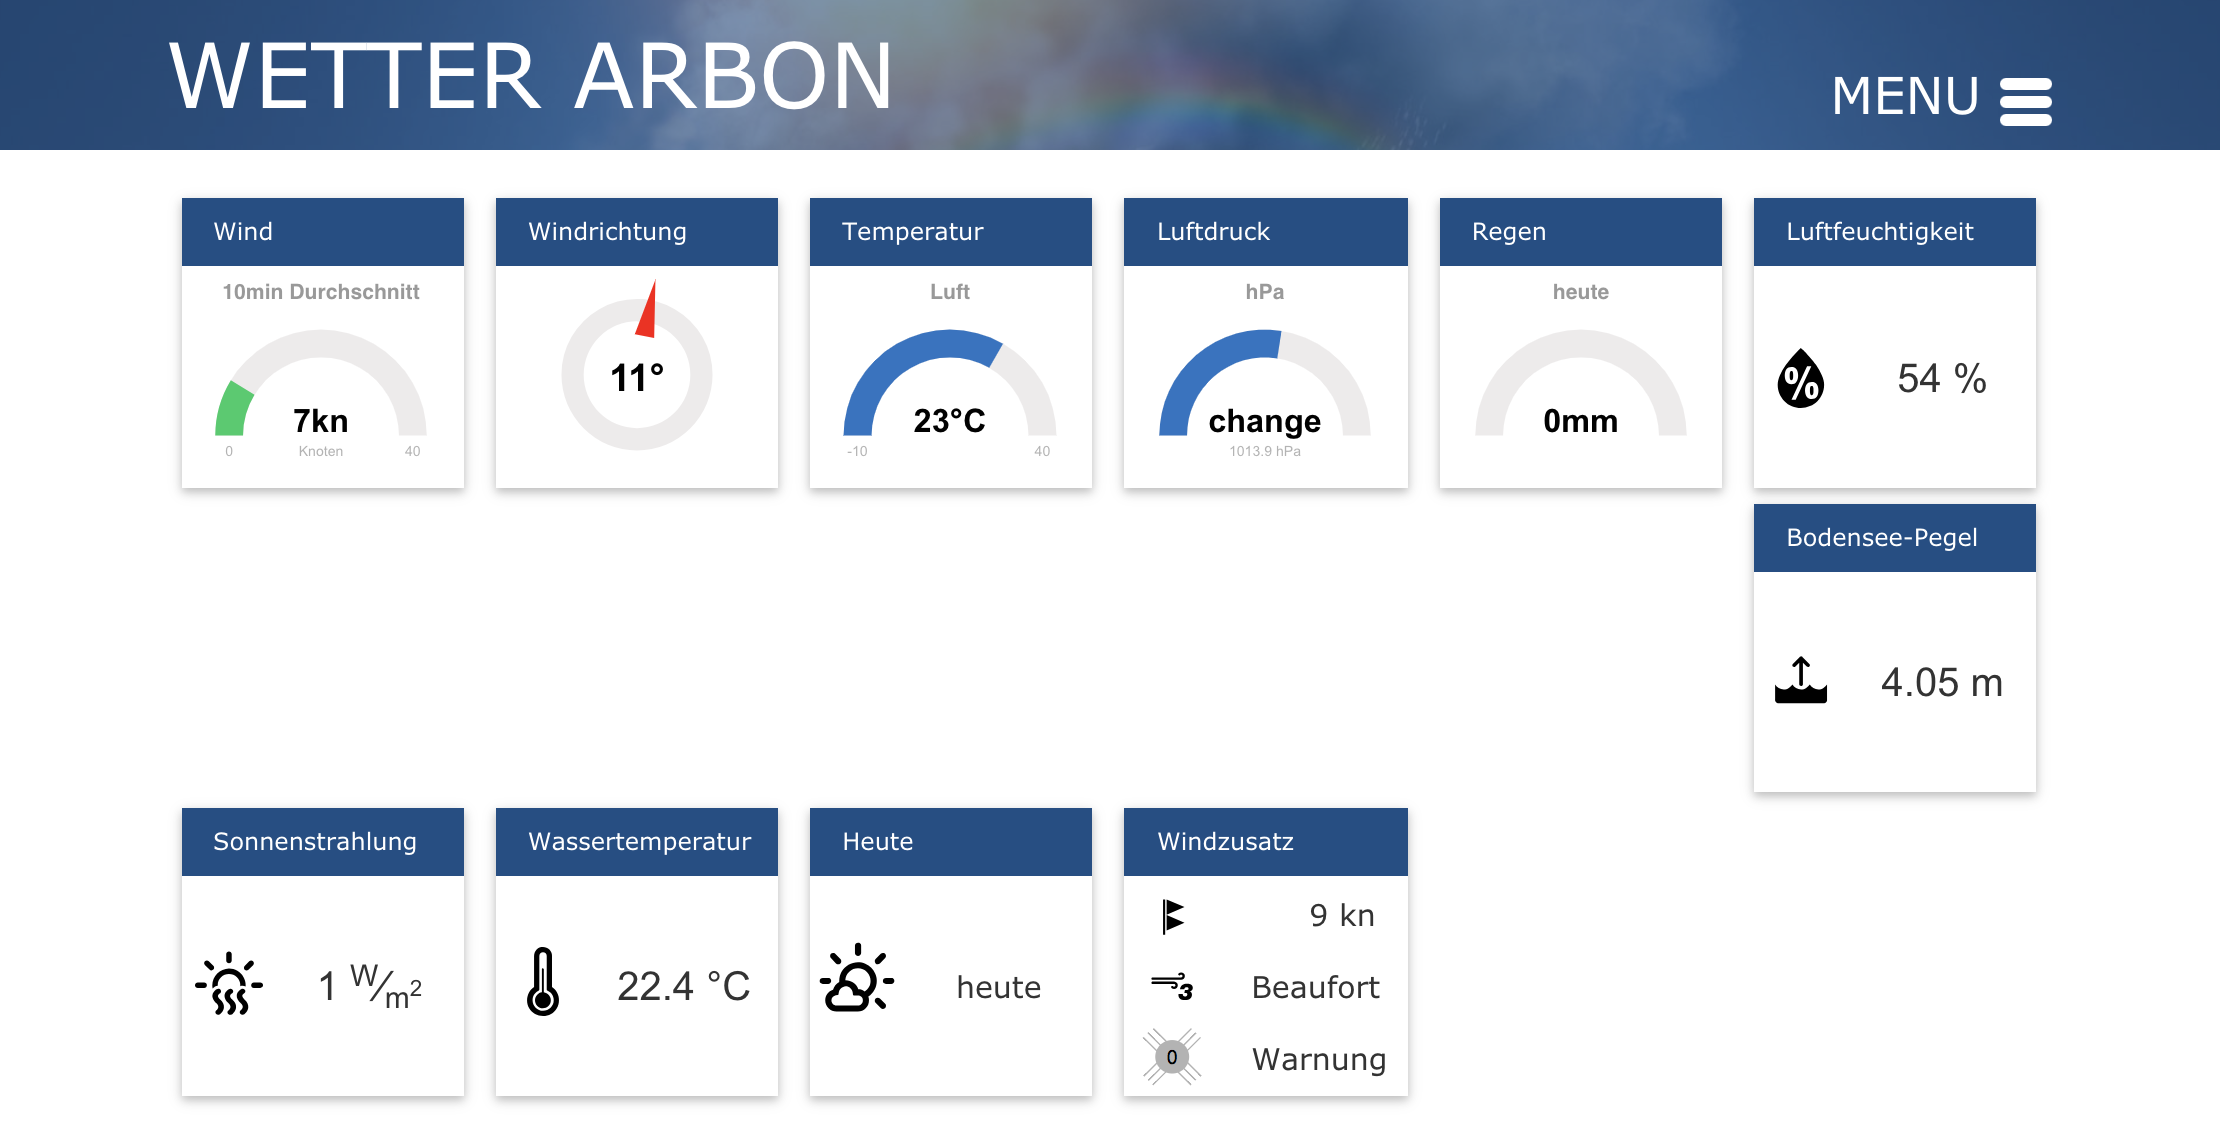 WETTER ARBON
MENU
Wind
10min Durchschnitt
7kn
0 Knoten 40
Windrichtung
11°
Temperatur
Luft
23°C
-10 40
Luftdruck
hPa
change
1013.9 hPa
Regen
heute
0mm
Luftfeuchtigkeit
%
54 %
Bodensee-Pegel
4.05 m
Sonnenstrahlung
1 W/m²
Wassertemperatur
22.4 °C
Heute
heute
Windzusatz
9 kn
3 Beaufort
0 Warnung